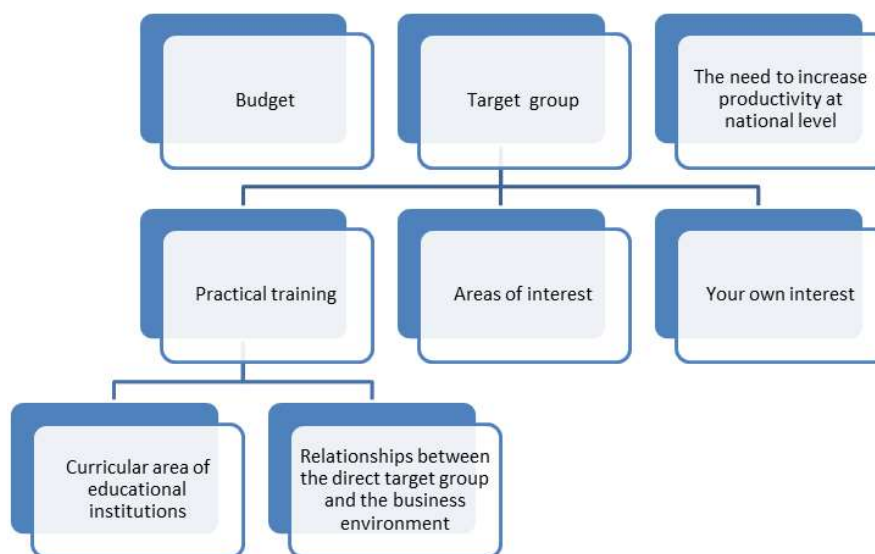 Budget
Target group
The need to increase
productivity at
national level
Practical training
Areas of interest
Your own interest
Curricular area of
educational
institutions
Relationships between
the direct target group
and the business
environment